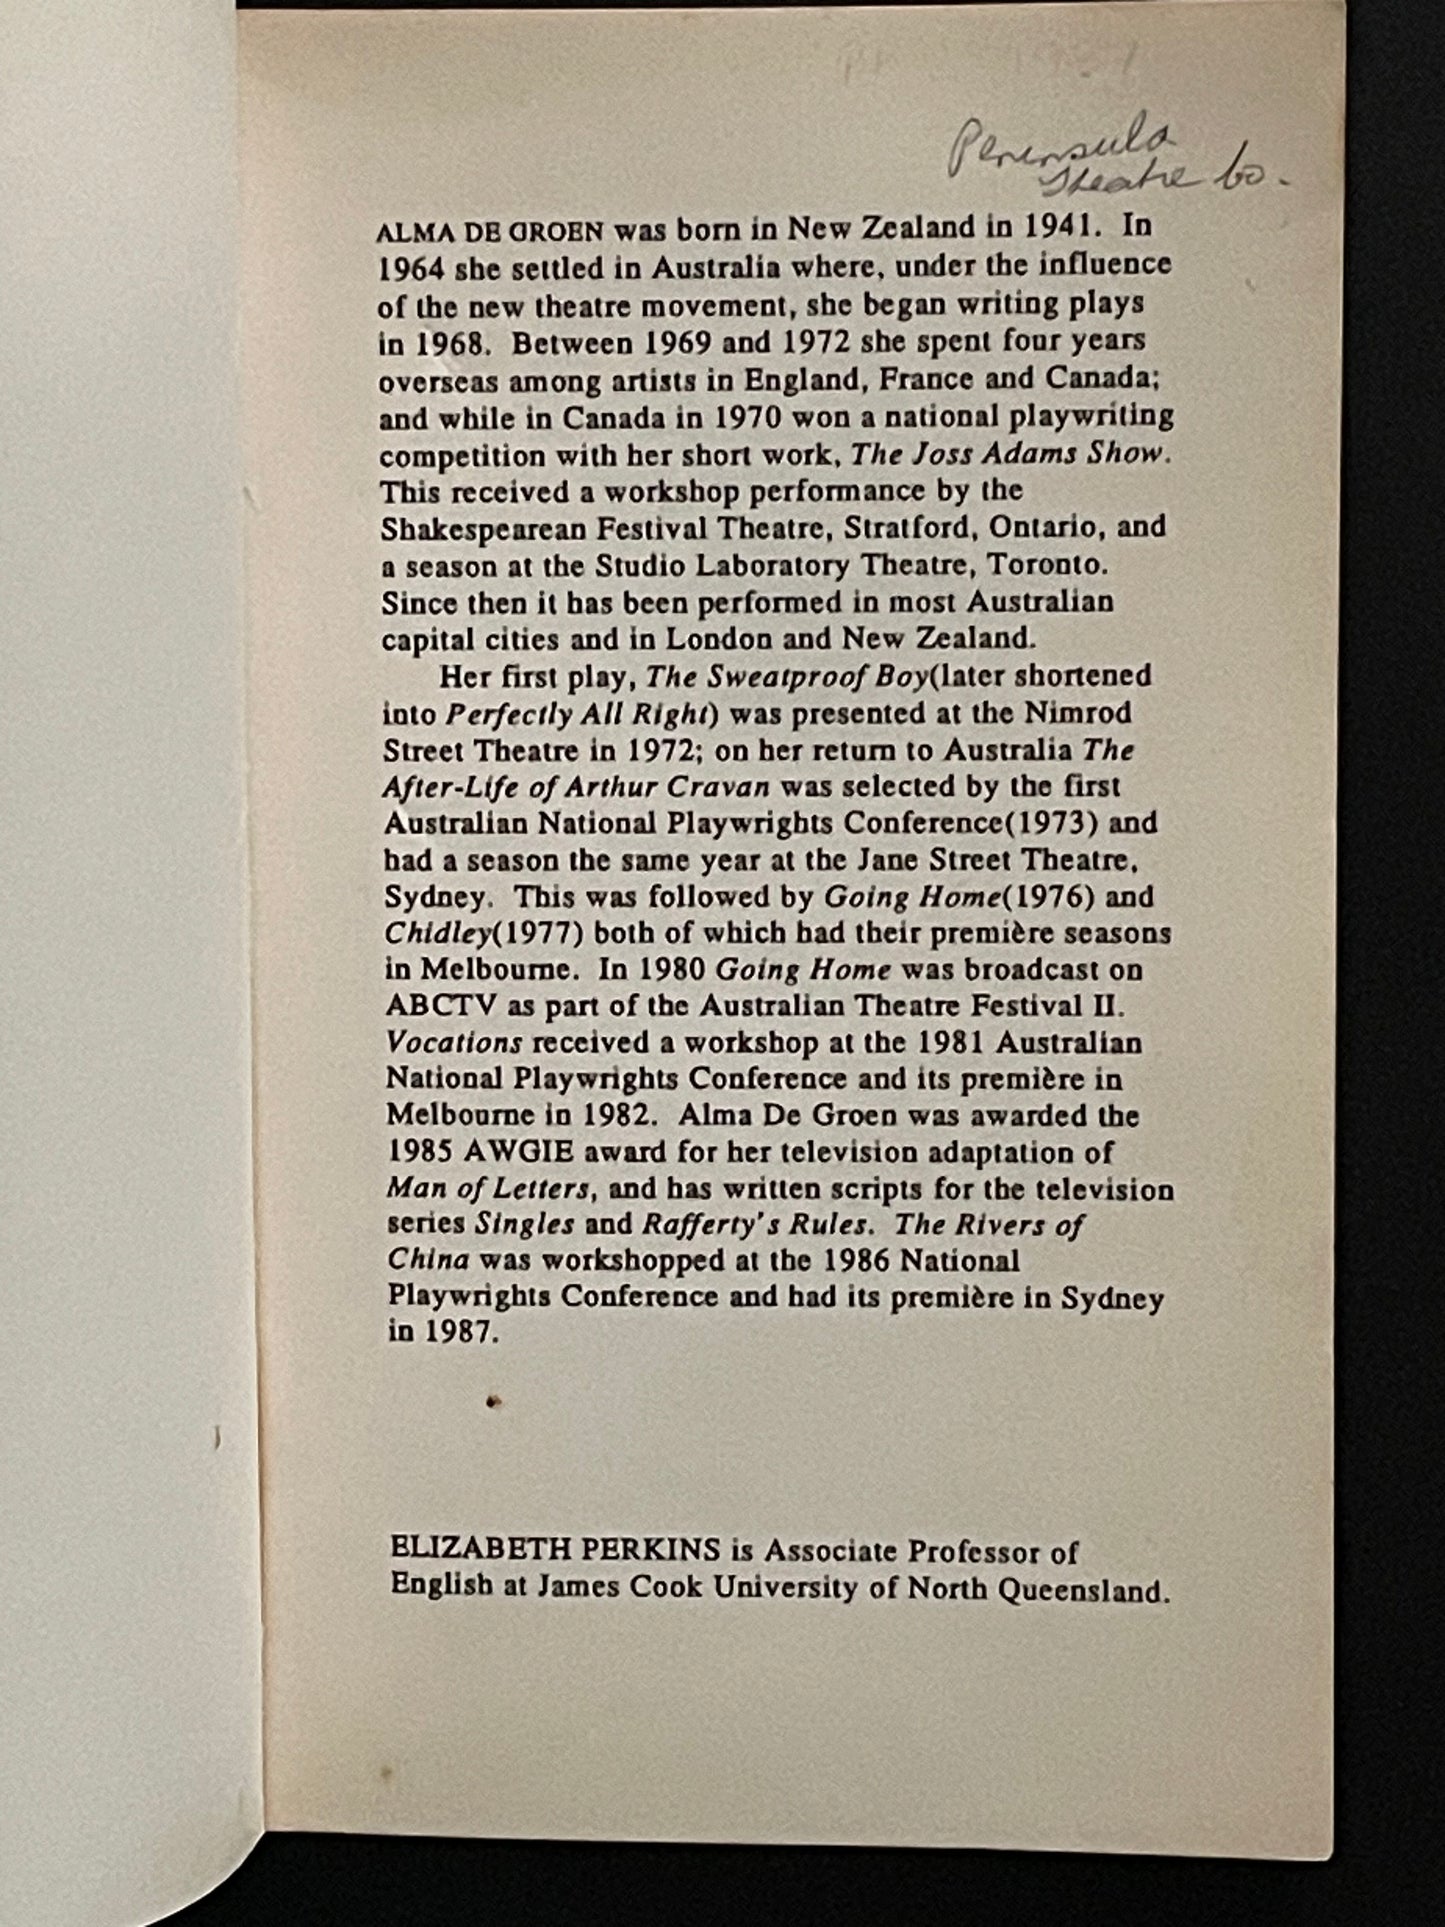 Peninsula
Theatre Co.
ALMA DE GROEN was born in New Zealand in 1941. In
1964 she settled in Australia where, under the influence
of the new theatre movement, she began writing plays
in 1968. Between 1969 and 1972 she spent four years
overseas among artists in England, France and Canada;
and while in Canada in 1970 won a national playwriting
competition with her short work, The Joss Adams Show.
This received a workshop performance by the
Shakespearean Festival Theatre, Stratford, Ontario, and
a season at the Studio Laboratory Theatre, Toronto.
Since then it has been performed in most Australian
capital cities and in London and New Zealand.
Her first play, The Sweatproof Boy(later shortened
into Perfectly All Right) was presented at the Nimrod
Street Theatre in 1972; on her return to Australia The
After-Life of Arthur Cravan was selected by the first
Australian National Playwrights Conference(1973) and
had a season the same year at the Jane Street Theatre,
Sydney. This was followed by Going Home(1976) and
Chidley(1977) both of which had their première seasons
in Melbourne. In 1980 Going Home was broadcast on
ABCTV as part of the Australian Theatre Festival II.
Vocations received a workshop at the 1981 Australian
National Playwrights Conference and its première in
Melbourne in 1982. Alma De Groen was awarded the
1985 AWGIE award for her television adaptation of
Man of Letters, and has written scripts for the television
series Singles and Rafferty's Rules. The Rivers of
China was workshopped at the 1986 National
Playwrights Conference and had its première in Sydney
in 1987.
ELIZABETH PERKINS is Associate Professor of
English at James Cook University of North Queensland.